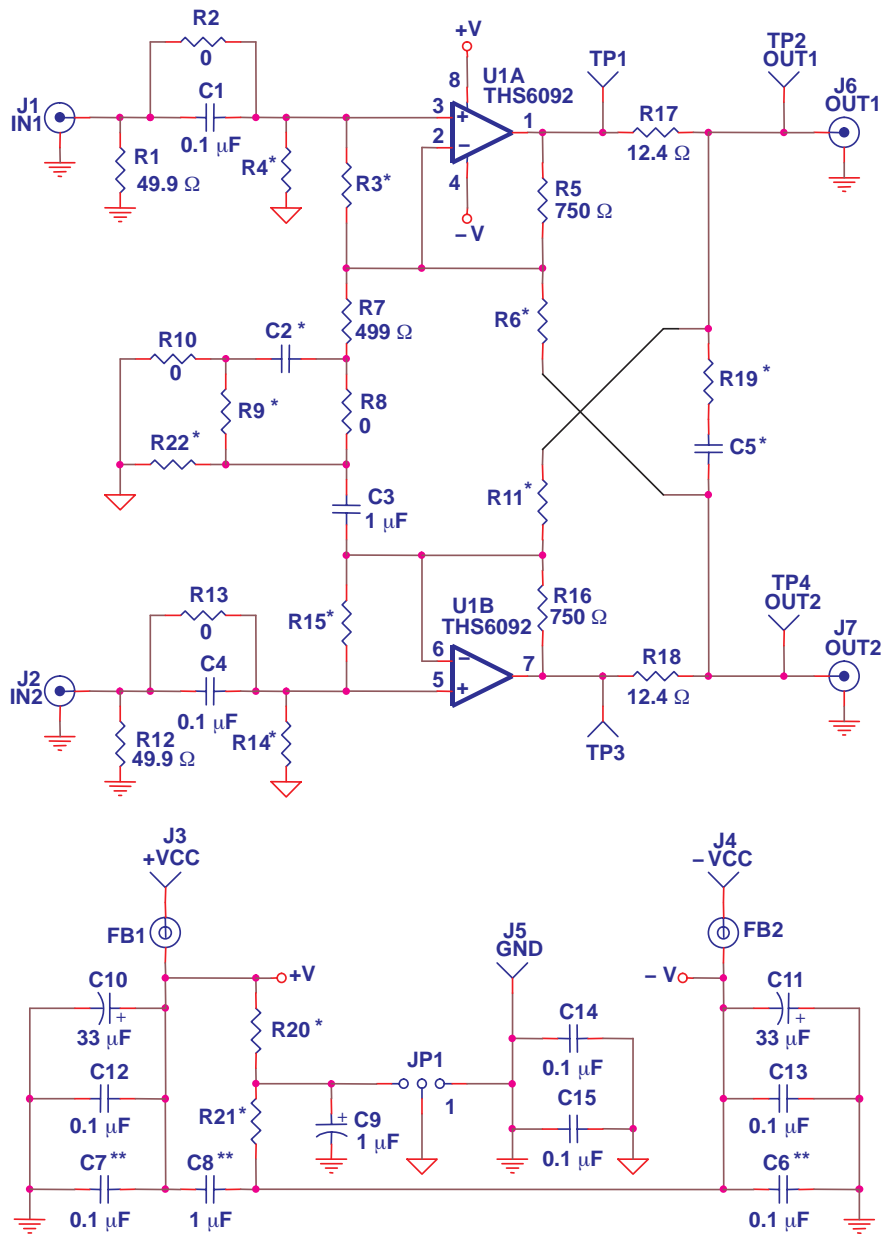 R2
0
J1
IN1
C1
0.1 µF
R1
49.9 Ω
R4*
R3*
+V
8
U1A
THS6092
3
+
2
−
1
4
– V
TP1
TP2
OUT1
J6
OUT1
R17
12.4 Ω
R5
750 Ω
R6*
R7
499 Ω
C2 *
R10
0
R9 *
R8
0
R22 *
R19 *
C5*
C3
1 µF
R11*
R13
0
J2
IN2
C4
0.1 µF
R12
49.9 Ω
R14*
R15*
U1B
THS6092
R16
750 Ω
6
−
5
+
7
R18
12.4 Ω
TP3
TP4
OUT2
J7
OUT2
J3
+VCC
FB1
+V
C10
+
33 µF
C12
0.1 µF
C7**
0.1 µF
C8**
1 µF
R20 *
R21*
C9
+
1 µF
JP1
1
J5
GND
C14
0.1 µF
C15
0.1 µF
J4
– VCC
FB2
– V
C11
+
33 µF
C13
0.1 µF
C6**
0.1 µF